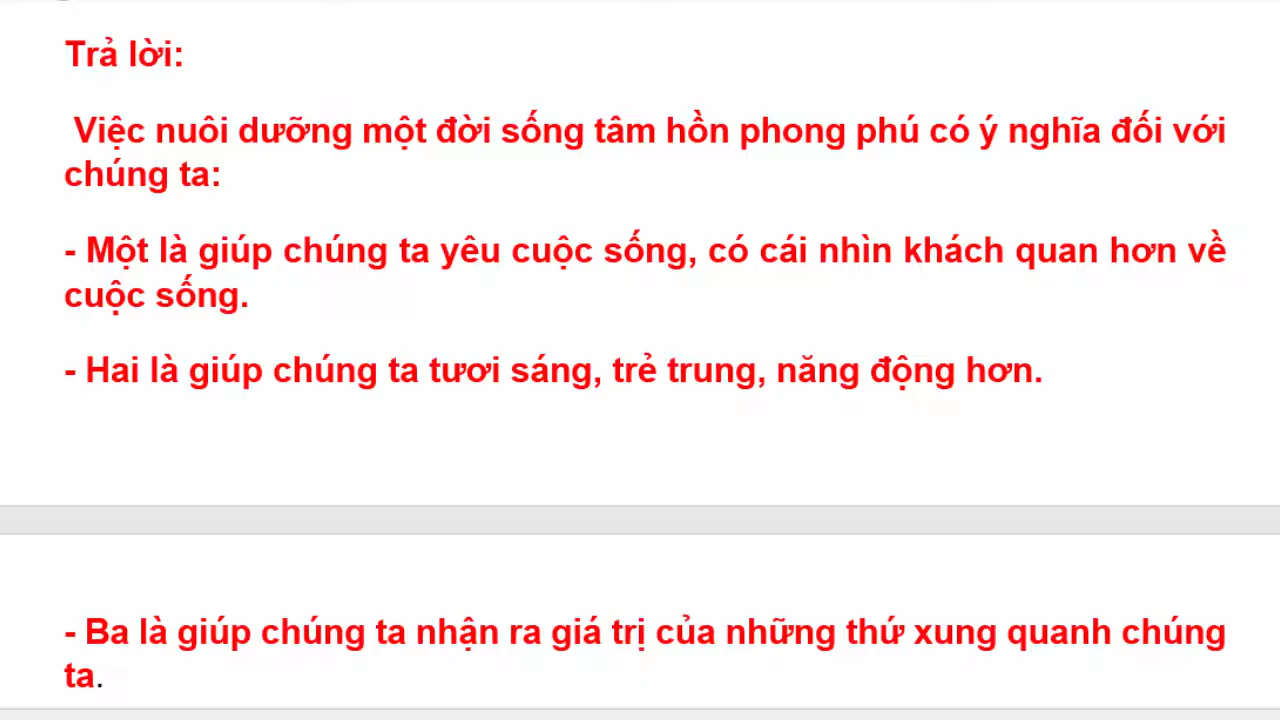 Trả lời:
Việc nuôi dưỡng một đời sống tâm hồn phong phú có ý nghĩa đối với
chúng ta:
- Một là giúp chúng ta yêu cuộc sống, có cái nhìn khách quan hơn về
cuộc sống.
- Hai là giúp chúng ta tươi sáng, trẻ trung, năng động hơn.
- Ba là giúp chúng ta nhận ra giá trị của những thứ xung quanh chúng
ta.